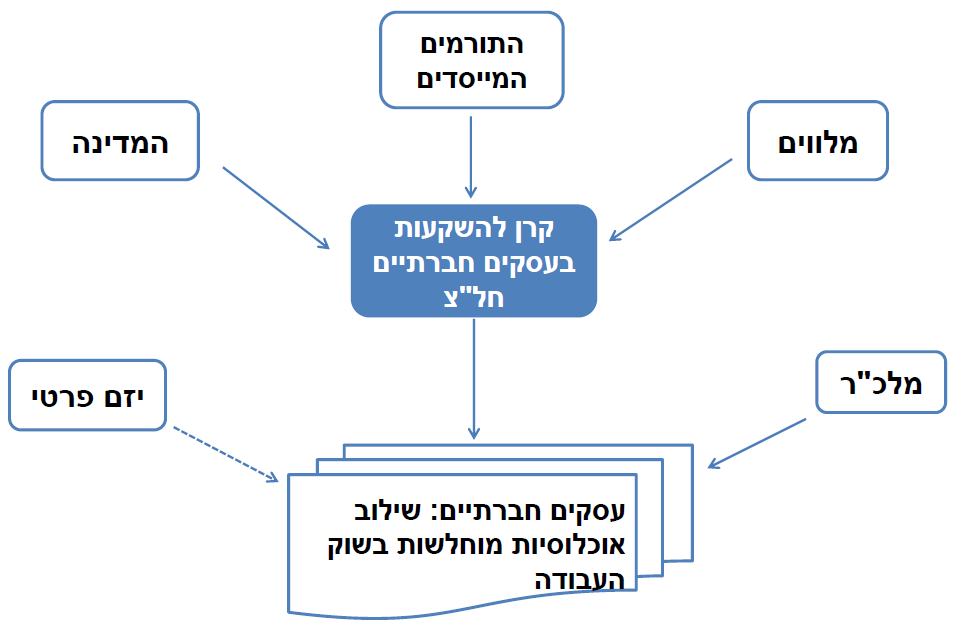 התורמים
המייסדים
מלווים
המדינה
קרן להשקעות
בעסקים חברתיים
חל"צ
מלכ"ר
יזם פרטי
עסקים חברתיים: שילוב
אוכלוסיות מוחלשות בשוק
העבודה